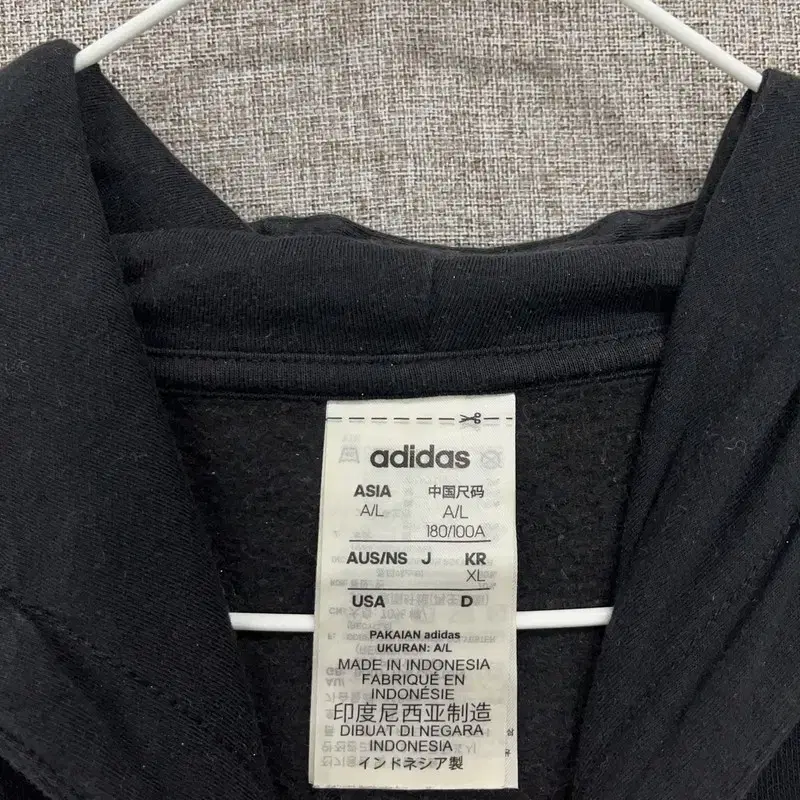 adidas
ASIA 中国尺码
A/L A/L
180/100A
AUS/NS J KR
XL
USA D
PAKAIAN adidas
UKURAN: A/L
MADE IN INDONESIA
FABRIQUÉ EN
INDONÉSIE
印度尼西亚制造
DIBUAT DI NEGARA
INDONESIA
インドネシア製